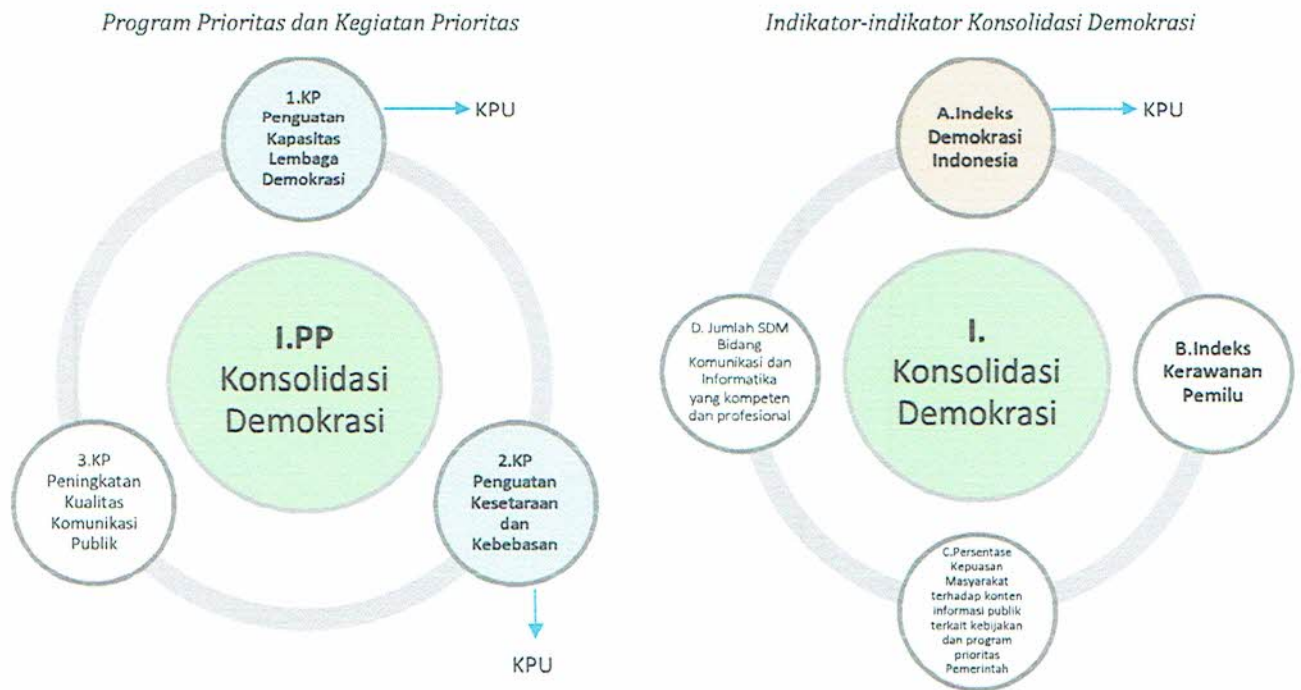 Program Prioritas dan Kegiatan Prioritas
1.KP
Penguatan
Kapasitas
Lembaga
Demokrasi
KPU
I.PP
Konsolidasi
Demokrasi
3.KP
Peningkatan
Kualitas
Komunikasi
Publik
2.KP
Penguatan
Kesetaraan
dan
Kebebasan
KPU
Indikator-indikator Konsolidasi Demokrasi
A.Indeks
Demokrasi
Indonesia
KPU
D. Jumlah SDM
Bidang
Komunikasi dan
Informatika
yang kompeten
dan profesional
I.
Konsolidasi
Demokrasi
B.Indeks
Kerawanan
Pemilu
C.Persentase
Kepuasan
Masyarakat
terhadap konten
informasi publik
terkait kebijakan
dan program
prioritas
Pemerintah